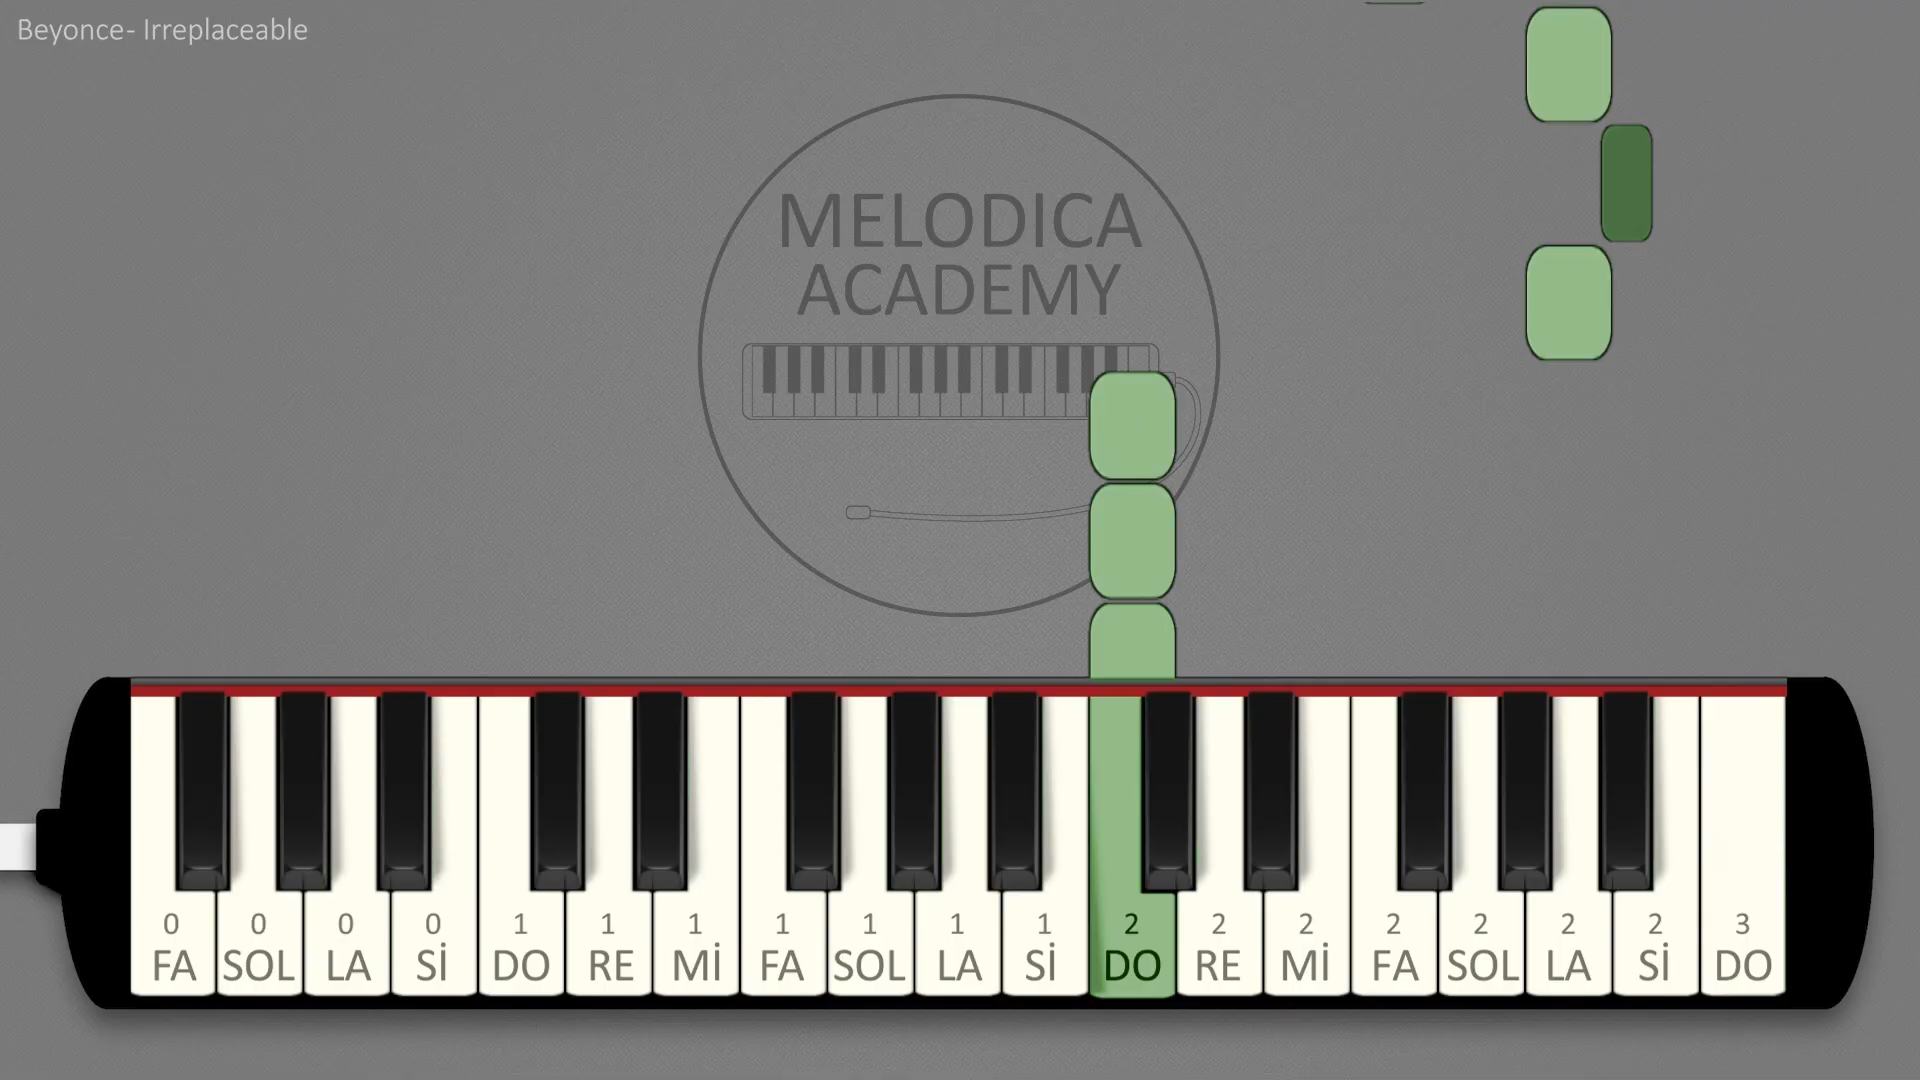 Beyonce- Irreplaceable
MELODICA
ACADEMY
0 0 0 0 1 1 1 1 1 1 1 2 2 2 2 2 2 2 3
FA SOL LA Sİ DO RE Mİ FA SOL LA Sİ DO RE Mİ FA SOL LA Sİ DO